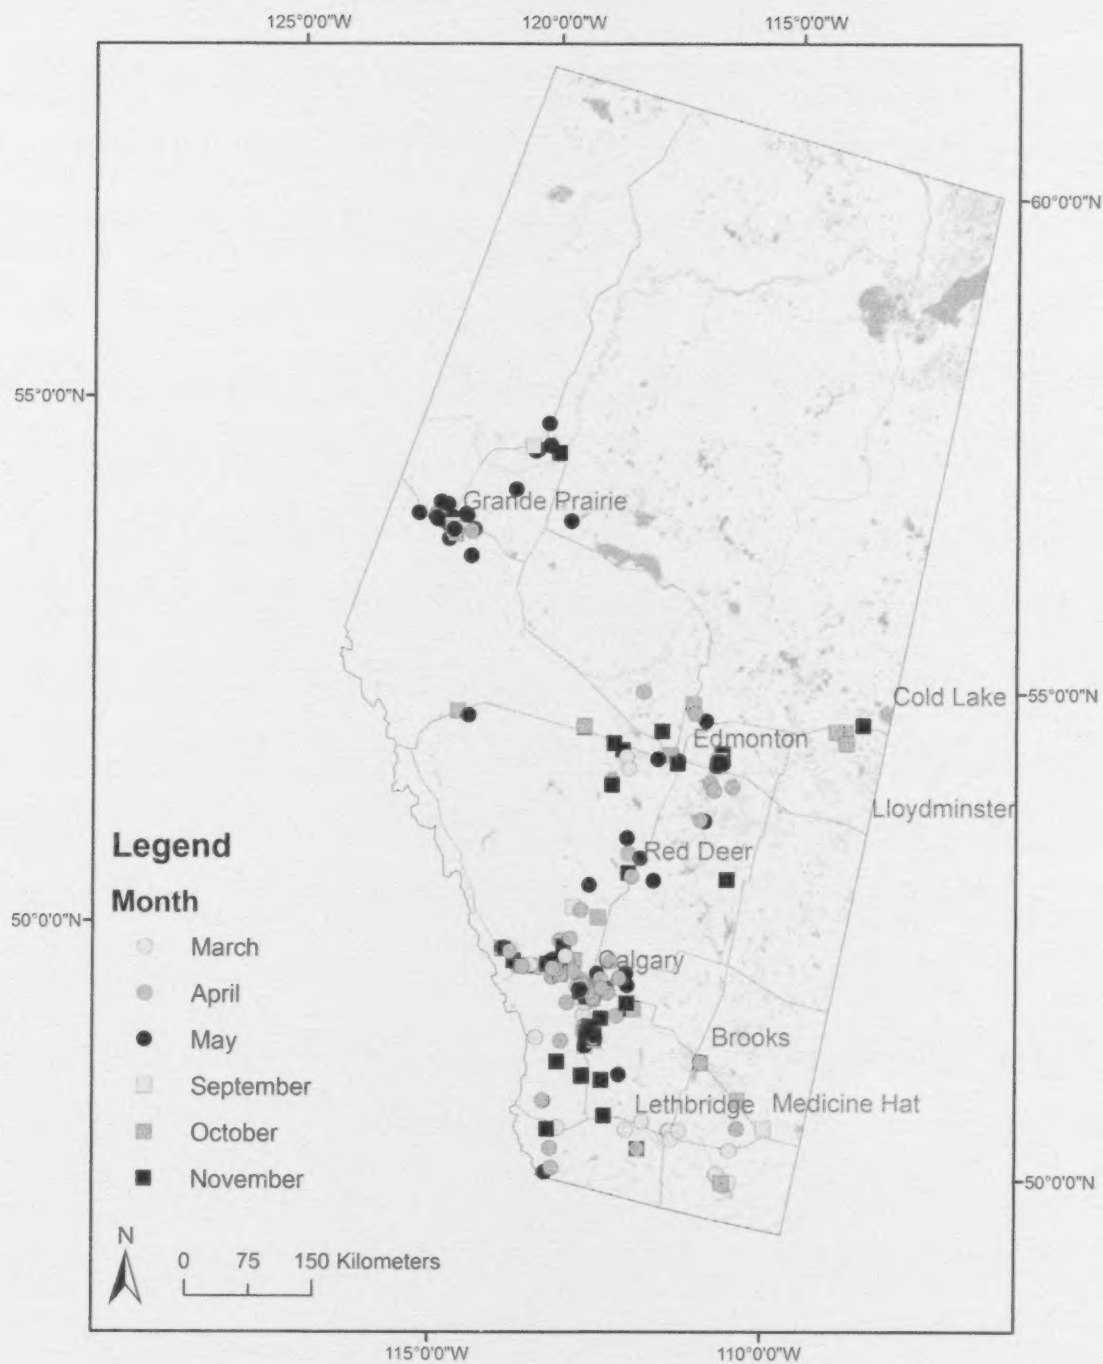 125°0'0"W 120°0'0"W 115°0'0"W
60°0'0"N
55°0'0"N
Grande Prairie
Cold Lake
55°0'0"N
Edmonton
Lloydminster
Red Deer
Legend
Month
50°0'0"N
March
Calgary
April
May
Brooks
September
Lethbridge Medicine Hat
October
November
50°0'0"N
N
0 75 150 Kilometers
115°0'0"W 110°0'0"W